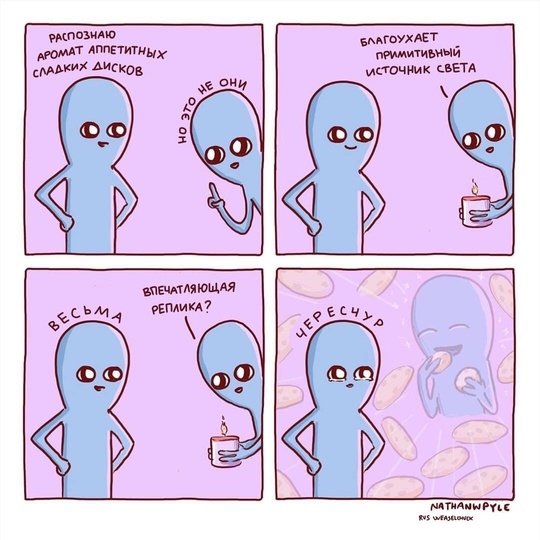 РАСПОЗНАЮ
АРОМАТ АППЕТИТНЫХ
СЛАДКИХ ДИСКОВ
НО ЭТО НЕ ОНИ
БЛАГОУХАЕТ
ПРИМИТИВНЫЙ
ИСТОЧНИК СВЕТА
ВЕСЬМА
ВПЕЧАТЛЯЮЩАЯ
РЕПЛИКА?
ЧЕРЕСЧУР
NATHANWPYLE
RUS WEASELONEK